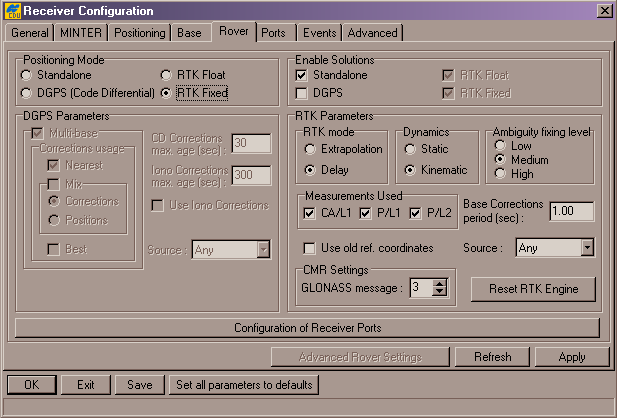 CDU Receiver Configuration
General MINTER Positioning Base Rover Ports Events Advanced
Positioning Mode
Standalone RTK Float
DGPS (Code Differential) RTK Fixed
Enable Solutions
Standalone RTK Float
DGPS RTK Fixed
DGPS Parameters
Multi-base
Corrections usage
Nearest
Mix
Corrections
Positions
Best
CD Corrections
max. age (sec) : 30
Iono Corrections
max. age (sec) : 300
Use Iono Corrections
Source : Any
RTK Parameters
RTK mode
Extrapolation
Delay
Dynamics
Static
Kinematic
Ambiguity fixing level
Low
Medium
High
Measurements Used
CA/L1 P/L1 P/L2
Base Corrections
period (sec) : 1.00
Use old ref. coordinates
Source : Any
CMR Settings
GLONASS message : 3
Reset RTK Engine
Configuration of Receiver Ports
Advanced Rover Settings Refresh Apply
OK Exit Save Set all parameters to defaults